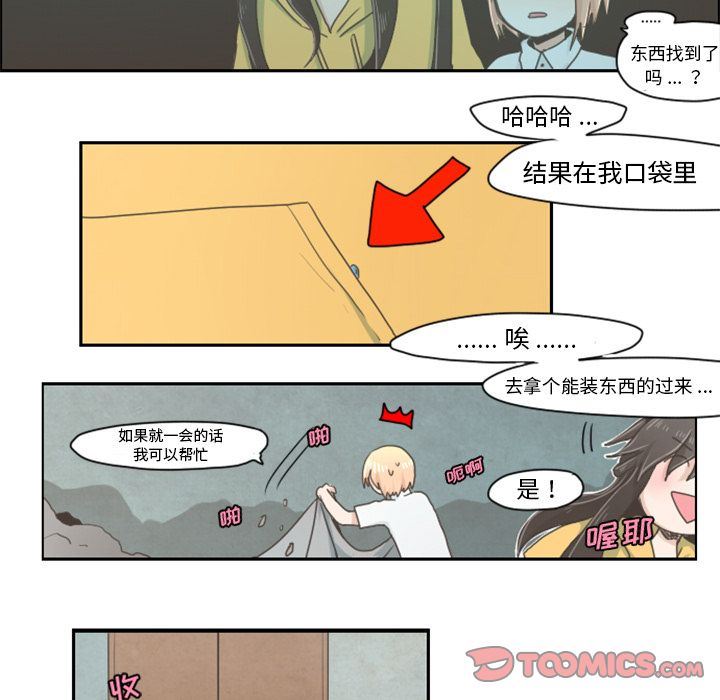 ......
东西找到了
吗 ... ？
哈哈哈 ...
结果在我口袋里
...... 唉 ......
去拿个能装东西的过来 ...
如果就一会的话
我可以帮忙
啪
啪
呃啊
是！
喔耶
收
TOOMICS.COM